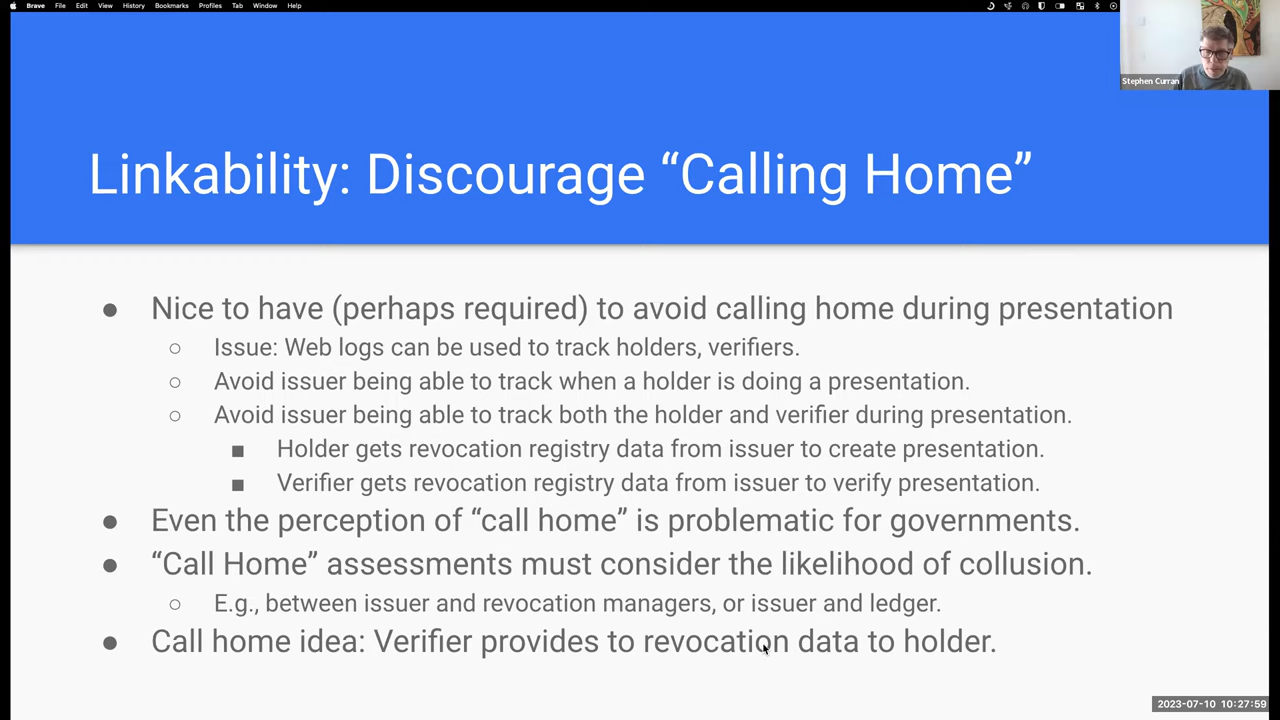 Brave File Edit View History Bookmarks Profiles Tab Window Help
Stephen Curran
Linkability: Discourage “Calling Home”
● Nice to have (perhaps required) to avoid calling home during presentation
○ Issue: Web logs can be used to track holders, verifiers.
○ Avoid issuer being able to track when a holder is doing a presentation.
○ Avoid issuer being able to track both the holder and verifier during presentation.
■ Holder gets revocation registry data from issuer to create presentation.
■ Verifier gets revocation registry data from issuer to verify presentation.
● Even the perception of “call home” is problematic for governments.
● “Call Home” assessments must consider the likelihood of collusion.
○ E.g., between issuer and revocation managers, or issuer and ledger.
● Call home idea: Verifier provides to revocation data to holder.
2023-07-10 10:27:59